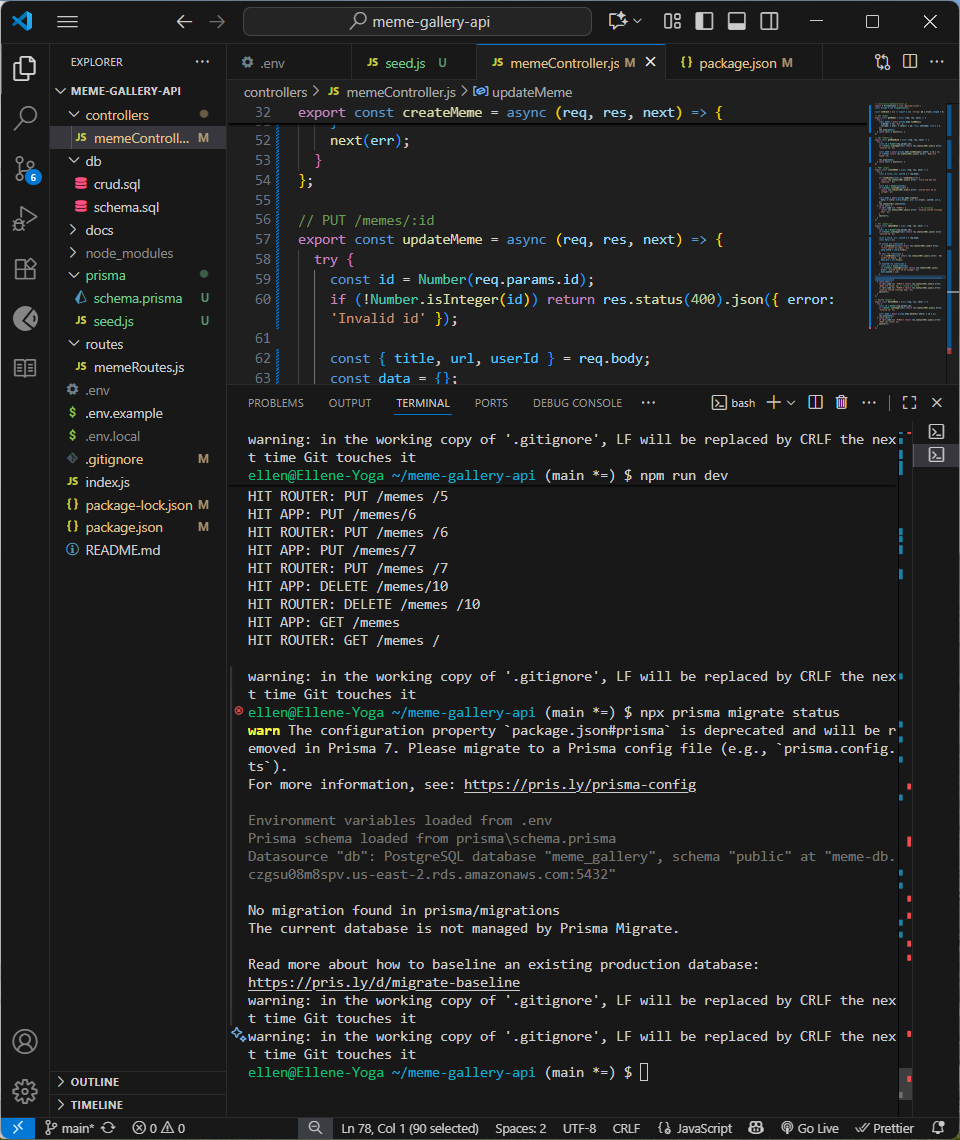 meme-gallery-api
EXPLORER
MEME-GALLERY-API
controllers
JS memeControll... M
db
crud.sql
schema.sql
docs
node_modules
prisma
schema.prisma U
JS seed.js U
routes
JS memeRoutes.js
.env
$ .env.example
$ .env.local
.gitignore M
JS index.js
{} package-lock.json M
{} package.json M
README.md
OUTLINE
TIMELINE
6
.env
JS seed.js U
JS memeController.js M
{} package.json M
controllers > JS memeController.js > updateMeme
32 export const createMeme = async (req, res, next) => {
52 next(err);
53 }
54 };
55
56 // PUT /memes/:id
57 export const updateMeme = async (req, res, next) => {
58 try {
59 const id = Number(req.params.id);
60 if (!Number.isInteger(id)) return res.status(400).json({ error:
'Invalid id' });
61
62 const { title, url, userId } = req.body;
63 const data = {};
PROBLEMS OUTPUT TERMINAL PORTS DEBUG CONSOLE
bash
warning: in the working copy of '.gitignore', LF will be replaced by CRLF the nex
t time Git touches it
ellen@Ellene-Yoga ~/meme-gallery-api (main *=) $ npm run dev
HIT ROUTER: PUT /memes /5
HIT APP: PUT /memes/6
HIT ROUTER: PUT /memes /6
HIT APP: PUT /memes/7
HIT ROUTER: PUT /memes /7
HIT APP: DELETE /memes/10
HIT ROUTER: DELETE /memes /10
HIT APP: GET /memes
HIT ROUTER: GET /memes /
warning: in the working copy of '.gitignore', LF will be replaced by CRLF the nex
t time Git touches it
ellen@Ellene-Yoga ~/meme-gallery-api (main *=) $ npx prisma migrate status
warn The configuration property `package.json#prisma` is deprecated and will be r
emoved in Prisma 7. Please migrate to a Prisma config file (e.g., `prisma.config.
ts`).
For more information, see: https://pris.ly/prisma-config
Environment variables loaded from .env
Prisma schema loaded from prisma\schema.prisma
Datasource "db": PostgreSQL database "meme_gallery", schema "public" at "meme-db.
czgsu08m8spv.us-east-2.rds.amazonaws.com:5432"
No migration found in prisma/migrations
The current database is not managed by Prisma Migrate.
Read more about how to baseline an existing production database:
https://pris.ly/d/migrate-baseline
warning: in the working copy of '.gitignore', LF will be replaced by CRLF the nex
t time Git touches it
warning: in the working copy of '.gitignore', LF will be replaced by CRLF the nex
t time Git touches it
ellen@Ellene-Yoga ~/meme-gallery-api (main *=) $
main* 0 0 Ln 78, Col 1 (90 selected) Spaces: 2 UTF-8 CRLF {} JavaScript Go Live Prettier